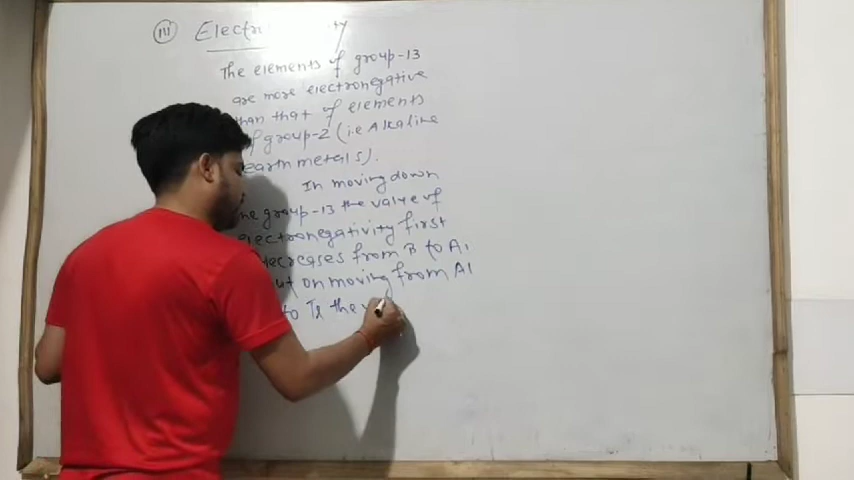 (III) Electr ty
The elements of group-13
are more electronegative
than that of elements
of group-2 (i.e Alkaline
earth metals).
In moving down
group-13 the value of
electronegativity first
decreases from B to Al
but on moving from Al
to Tl the